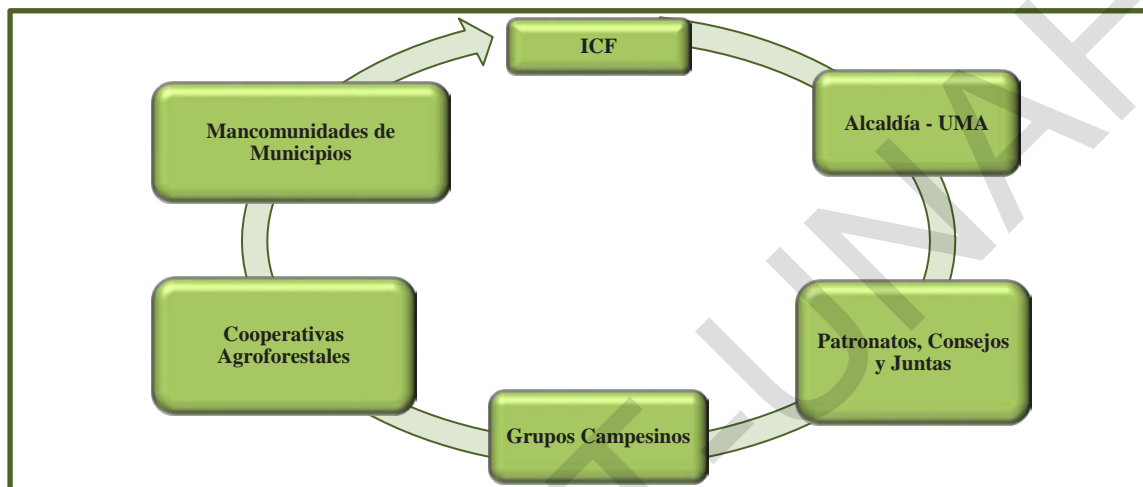 ICF
Alcaldía - UMA
Patronatos, Consejos
y Juntas
Grupos Campesinos
Cooperativas
Agroforestales
Mancomunidades de
Municipios